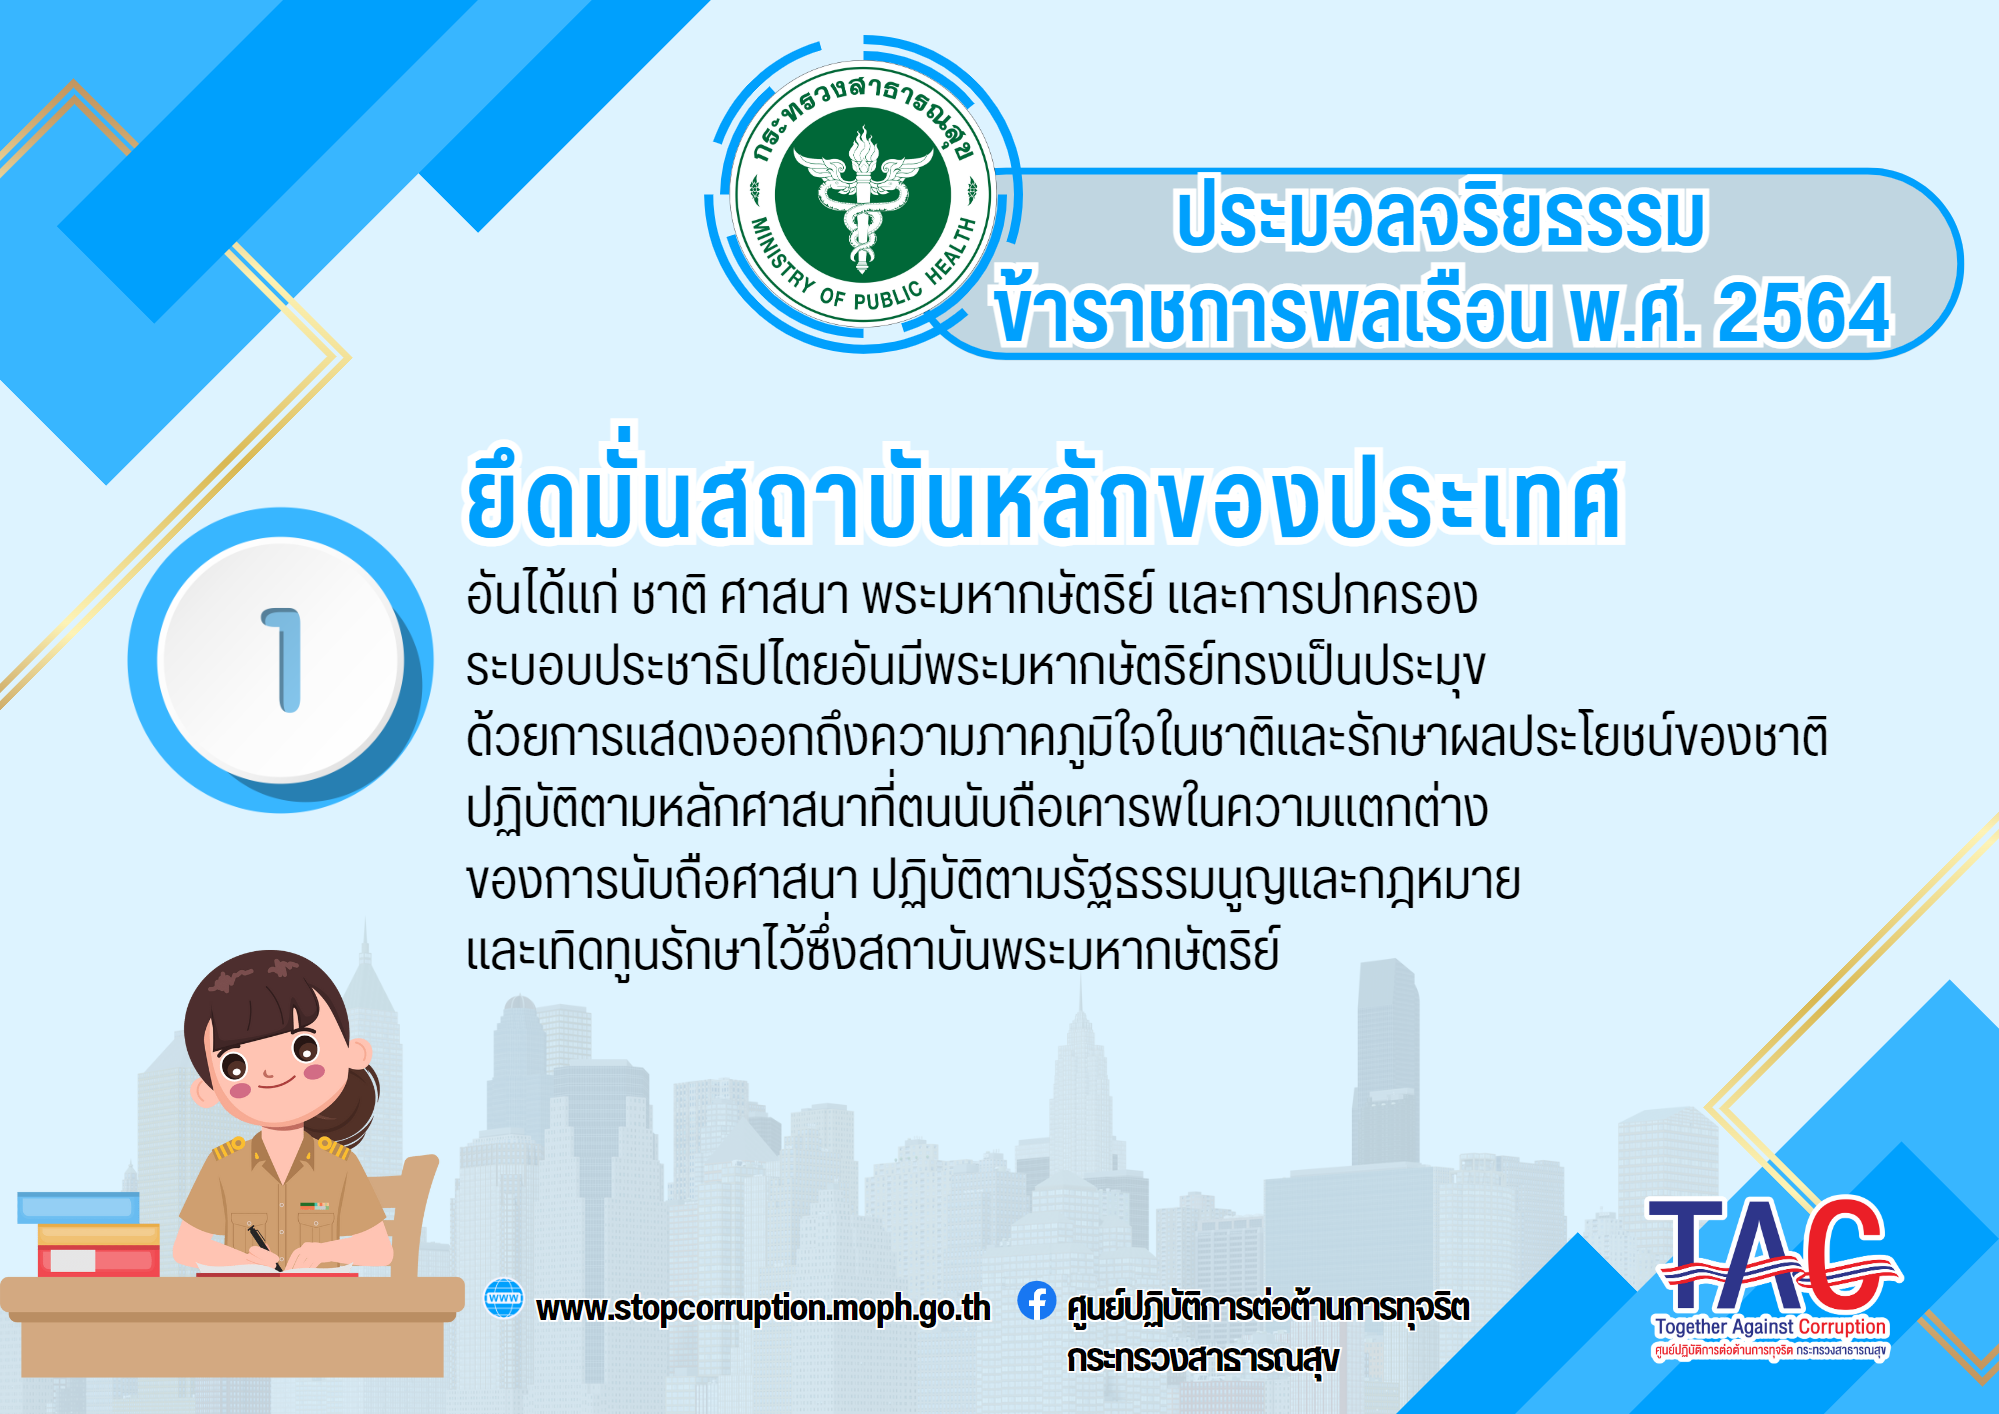 กระทรวงสาธารณสุข
MINISTRY OF PUBLIC HEALTH
ประมวลจริยธรรม
ข้าราชการพลเรือน พ.ศ. 2564
ยึดมั่นสถาบันหลักของประเทศ
1
อันได้แก่ ชาติ ศาสนา พระมหากษัตริย์ และการปกครอง
ระบอบประชาธิปไตยอันมีพระมหากษัตริย์ทรงเป็นประมุข
ด้วยการแสดงออกถึงความภาคภูมิใจในชาติและรักษาผลประโยชน์ของชาติ
ปฏิบัติตามหลักศาสนาที่ตนนับถือเคารพในความแตกต่าง
ของการนับถือศาสนา ปฏิบัติตามรัฐธรรมนูญและกฎหมาย
และเทิดทูนรักษาไว้ซึ่งสถาบันพระมหากษัตริย์
www
www.stopcorruption.moph.go.th
ศูนย์ปฏิบัติการต่อต้านการทุจริต
กระทรวงสาธารณสุข
TAC
Together Against Corruption
ศูนย์ปฏิบัติการต่อต้านการทุจริต กระทรวงสาธารณสุข